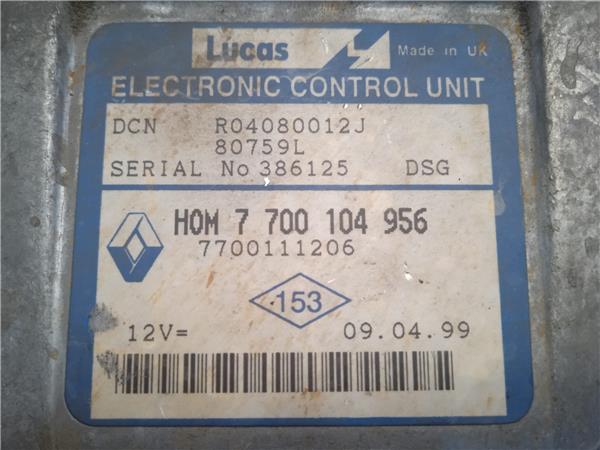 Lucas Made in UK
ELECTRONIC CONTROL UNIT
DCN R04080012J
80759L
SERIAL No 386125 DSG
HOM 7 700 104 956
7700111206
153
12V= 09.04.99